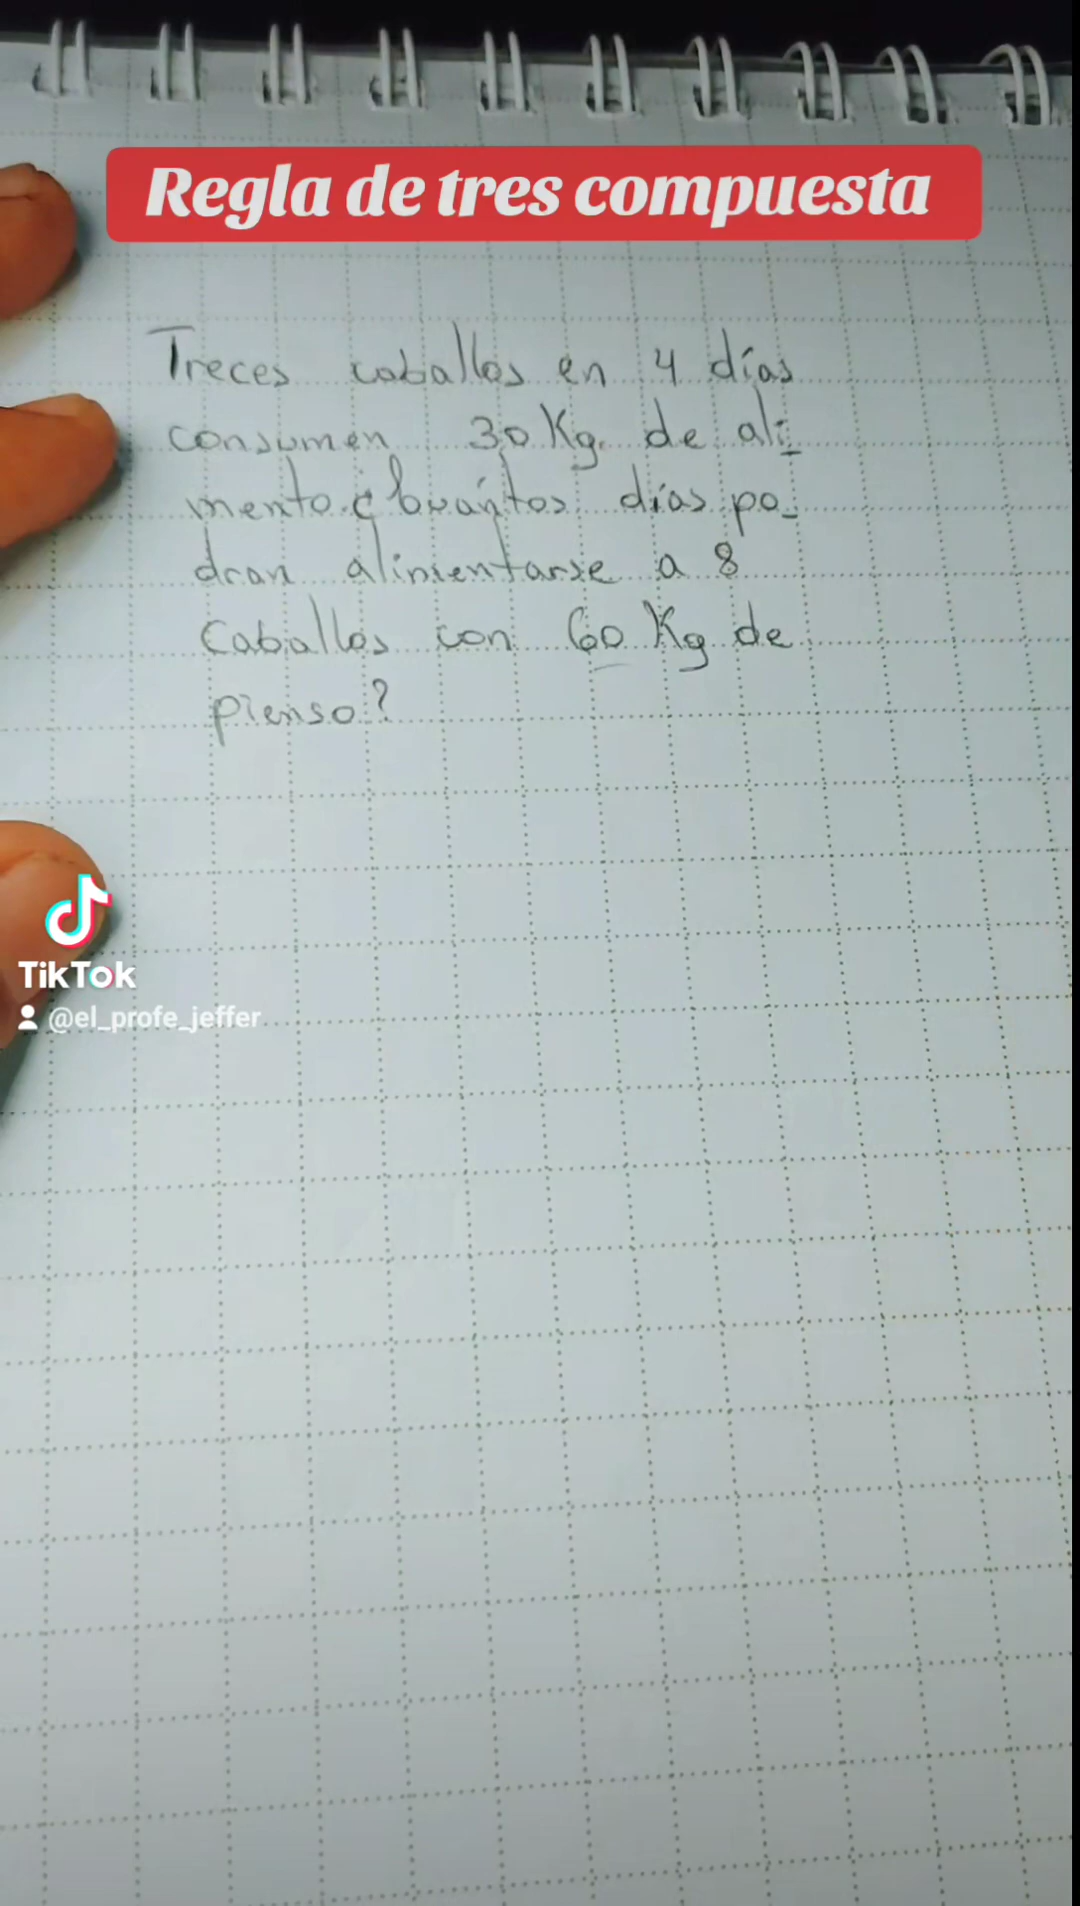 Regla de tres compuesta
Treces caballos en 4 días
consumen 30 Kg. de ali_
mento.¿Cuántos días po_
dran alimentarse a 8
Caballos con 60 Kg de
pienso?
TikTok
@el_profe_jeffer